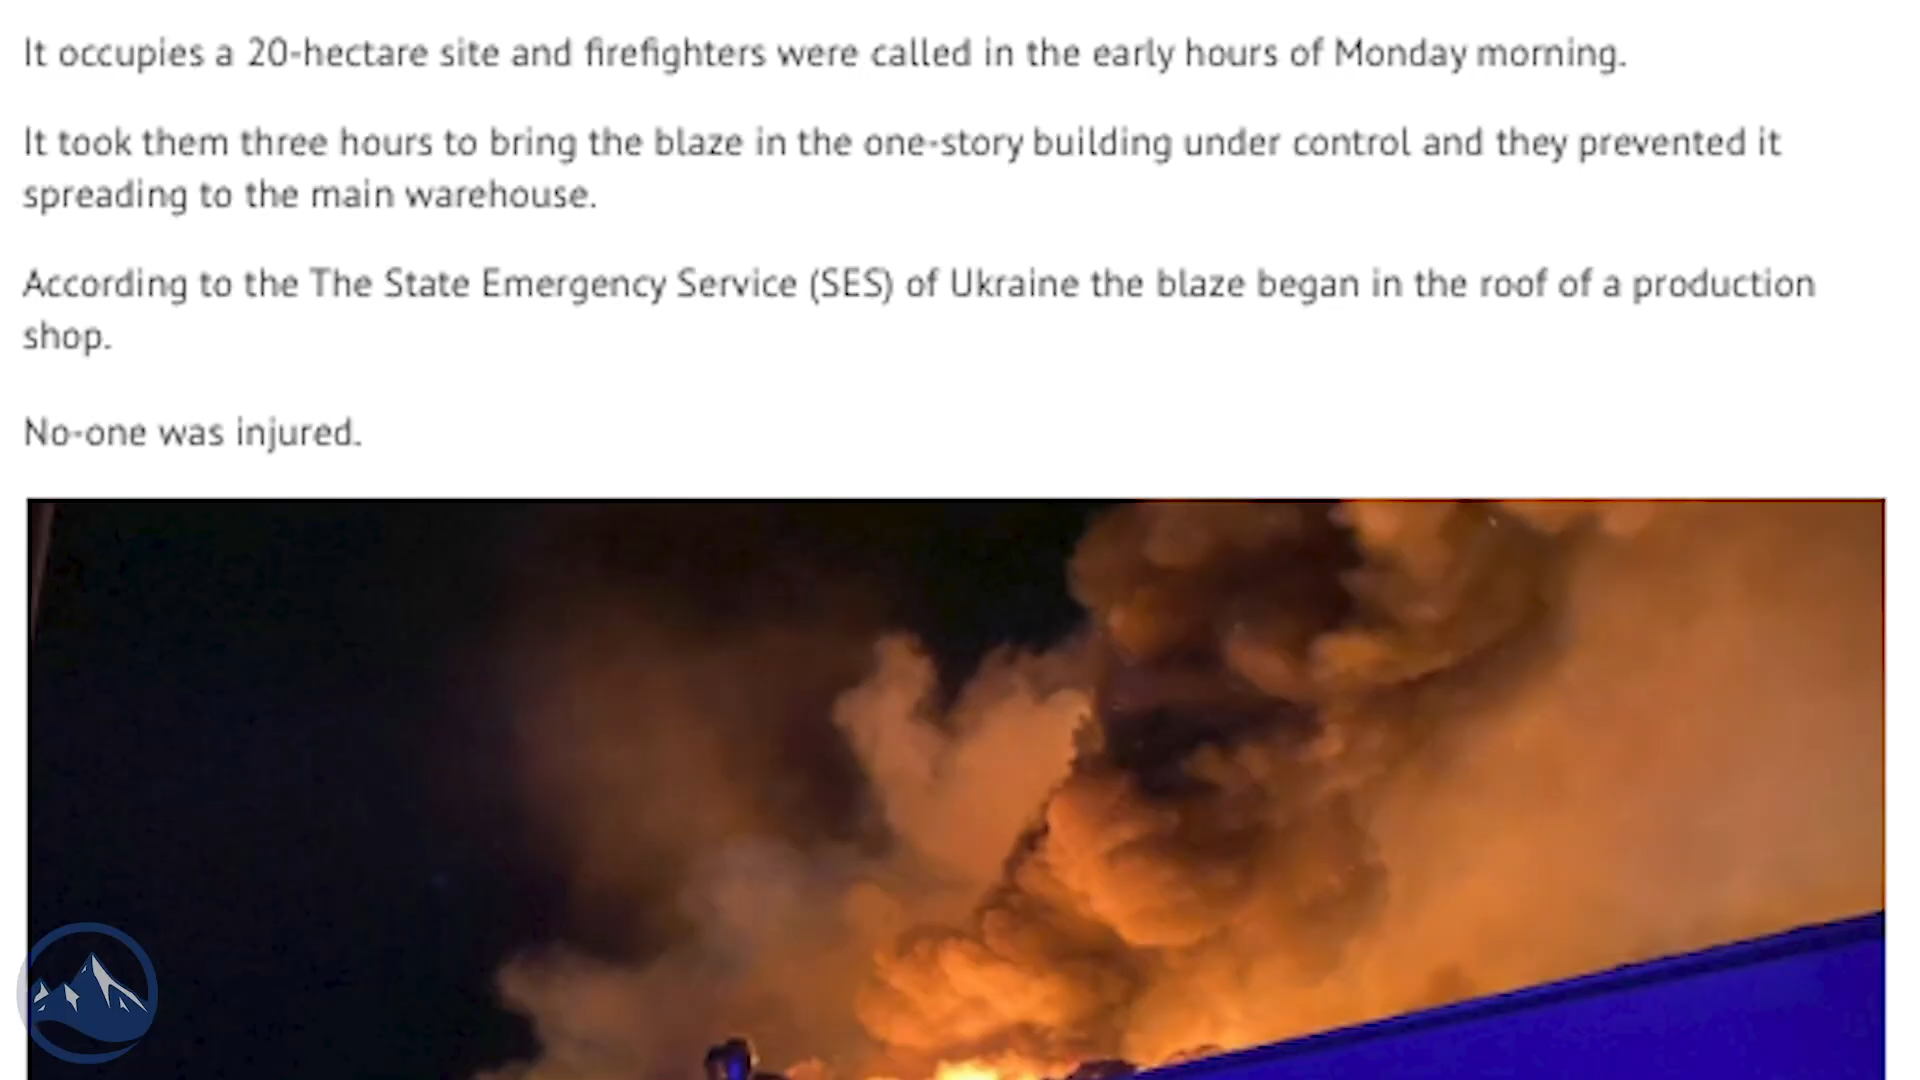 It occupies a 20-hectare site and firefighters were called in the early hours of Monday morning.
It took them three hours to bring the blaze in the one-story building under control and they prevented it
spreading to the main warehouse.
According to the The State Emergency Service (SES) of Ukraine the blaze began in the roof of a production
shop.
No-one was injured.